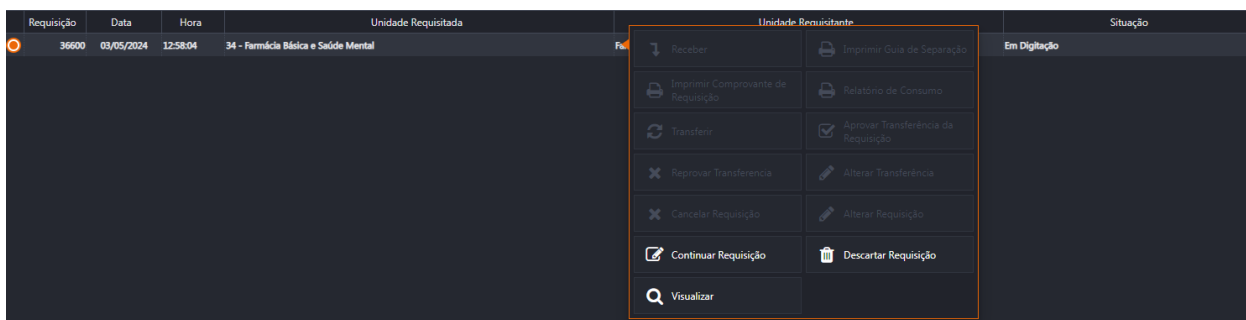 Requisição Data Hora Unidade Requisitada Unidade Requisitante Situação
36600 03/05/2024 12:58:04 34 - Farmácia Básica e Saúde Mental Em Digitação
Receber Imprimir Guia de Separação
Imprimir Comprovante de
Requisição
Relatório de Consumo
Transferir
Aprovar Transferência da
Requisição
Reprovar Transferencia Alterar Transferência
Cancelar Requisição Alterar Requisição
Continuar Requisição Descartar Requisição
Visualizar